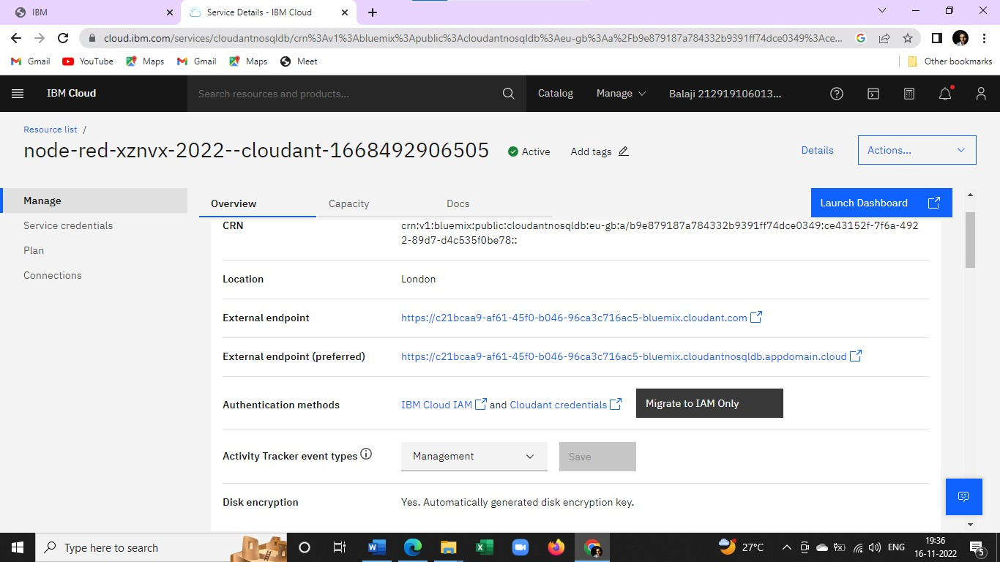 IBM
Service Details - IBM Cloud
cloud.ibm.com/services/cloudantnosqldb/crn%3Av1%3Abluemix%3Apublic%3Acloudantnosqldb%3Aeu-gb%3Aa%2Fb9e879187a784332b9391ff74dce0349%3Ace...
Gmail YouTube Maps Gmail Maps Meet Other bookmarks
IBM Cloud Search resources and products... Catalog Manage Balaji 212919106013...
Resource list /
node-red-xznvx-2022--cloudant-1668492906505 Active Add tags Details Actions...
Manage
Service credentials
Plan
Connections
Overview Capacity Docs Launch Dashboard
CRN crn:v1:bluemix:public:cloudantnosqldb:eu-gb:a/b9e879187a784332b9391ff74dce0349:ce43152f-7f6a-492
2-89d7-d4c535f0be78::
Location London
External endpoint https://c21bcaa9-af61-45f0-b046-96ca3c716ac5-bluemix.cloudant.com
External endpoint (preferred) https://c21bcaa9-af61-45f0-b046-96ca3c716ac5-bluemix.cloudantnosqldb.appdomain.cloud
Authentication methods IBM Cloud IAM and Cloudant credentials Migrate to IAM Only
Activity Tracker event types Management Save
Disk encryption Yes. Automatically generated disk encryption key.
Type here to search 27°C ENG 19:36
16-11-2022 5